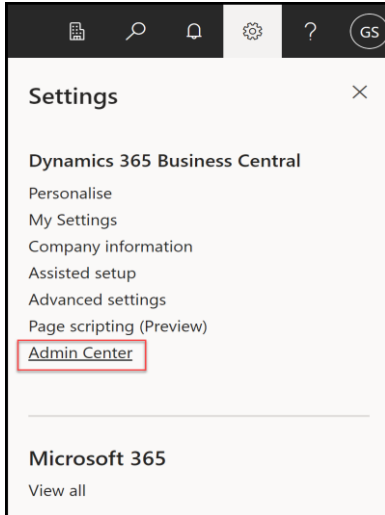 GS
Settings
Dynamics 365 Business Central
Personalise
My Settings
Company information
Assisted setup
Advanced settings
Page scripting (Preview)
Admin Center
Microsoft 365
View all